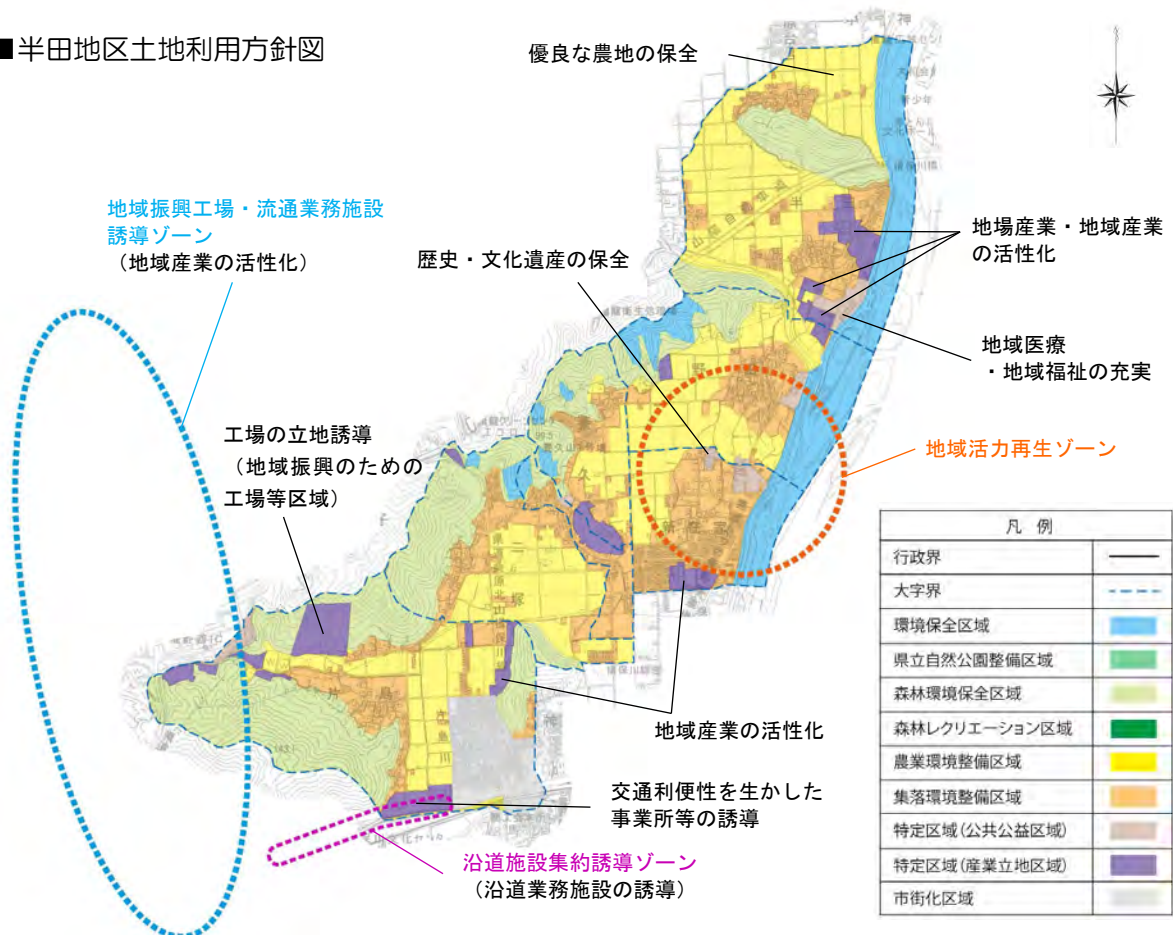 ■半田地区土地利用方針図
優良な農地の保全
地域振興工場・流通業務施設
誘導ゾーン
（地域産業の活性化）
歴史・文化遺産の保全
地場産業・地域産業
の活性化
地域医療
・地域福祉の充実
工場の立地誘導
（地域振興のための
工場等区域）
地域活力再生ゾーン
地域産業の活性化
交通利便性を生かした
事業所等の誘導
沿道施設集約誘導ゾーン
（沿道業務施設の誘導）
凡 例
行政界
大字界
環境保全区域
県立自然公園整備区域
森林環境保全区域
森林レクリエーション区域
農業環境整備区域
集落環境整備区域
特定区域(公共公益区域)
特定区域(産業立地区域)
市街化区域